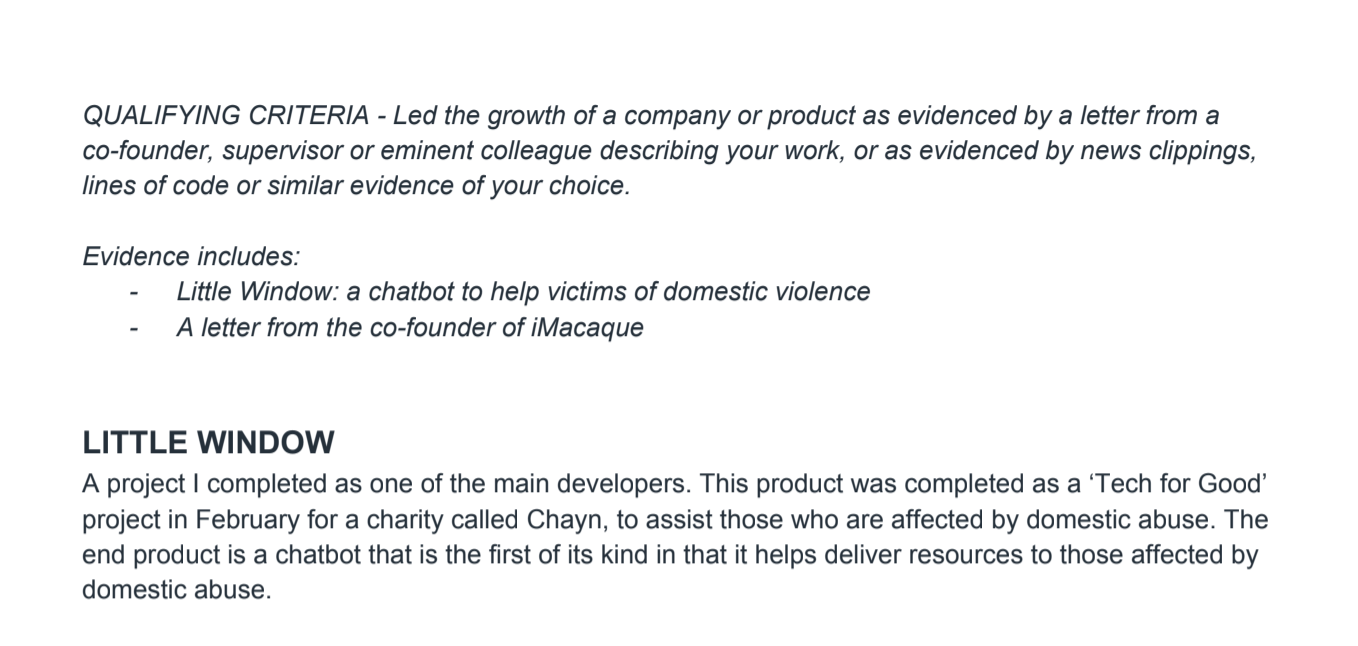 QUALIFYING CRITERIA - Led the growth of a company or product as evidenced by a letter from a
co-founder, supervisor or eminent colleague describing your work, or as evidenced by news clippings,
lines of code or similar evidence of your choice.
Evidence includes:
- Little Window: a chatbot to help victims of domestic violence
- A letter from the co-founder of iMacaque
LITTLE WINDOW
A project I completed as one of the main developers. This product was completed as a ‘Tech for Good’
project in February for a charity called Chayn, to assist those who are affected by domestic abuse. The
end product is a chatbot that is the first of its kind in that it helps deliver resources to those affected by
domestic abuse.